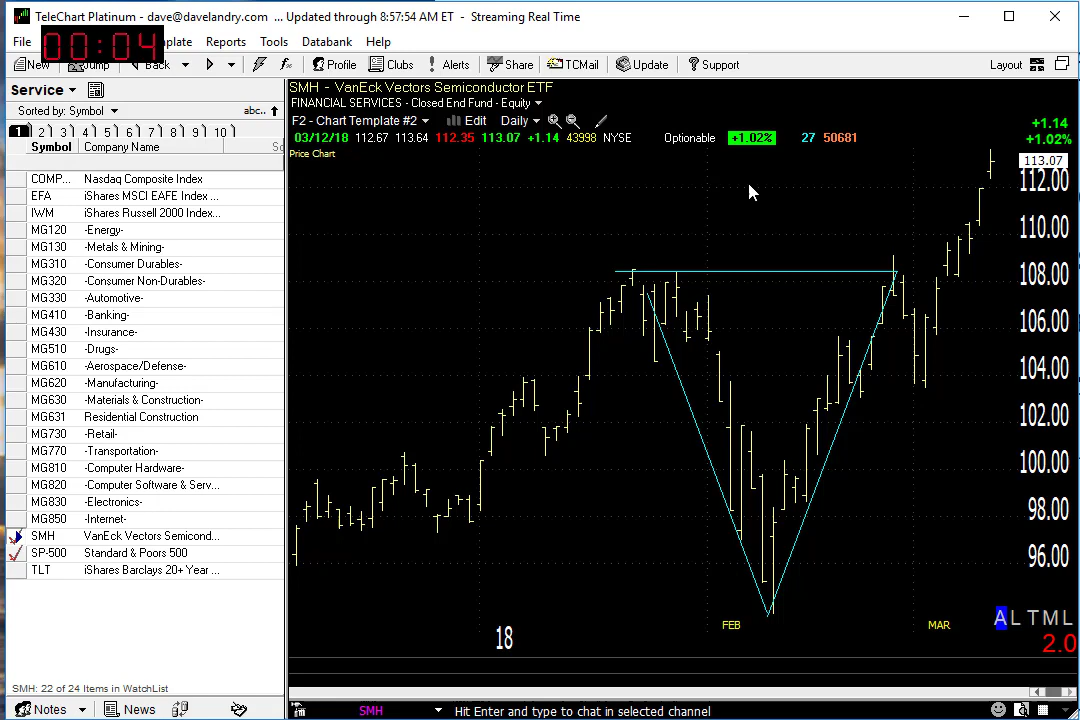 TeleChart Platinum - dave@davelandry.com ... Updated through 8:57:54 AM ET - Streaming Real Time
File plate Reports Tools Databank Help
00:04
New Jump Back Profile Clubs Alerts Share TCMail Update Support Layout
Service
Sorted by: Symbol abc..
1 2 3 4 5 6 7 8 9 10
Symbol Company Name Sc
COMP... Nasdaq Composite Index
EFA iShares MSCI EAFE Index ...
IWM iShares Russell 2000 Index...
MG120 -Energy-
MG130 -Metals & Mining-
MG310 -Consumer Durables-
MG320 -Consumer Non-Durables-
MG330 -Automotive-
MG410 -Banking-
MG430 -Insurance-
MG510 -Drugs-
MG610 -Aerospace/Defense-
MG620 -Manufacturing-
MG630 -Materials & Construction-
MG631 Residential Construction
MG730 -Retail-
MG770 -Transportation-
MG810 -Computer Hardware-
MG820 -Computer Software & Serv...
MG830 -Electronics-
MG850 -Internet-
SMH VanEck Vectors Semicond...
SP-500 Standard & Poors 500
TLT iShares Barclays 20+ Year ...
SMH: 22 of 24 Items in WatchList
Notes News
SMH - VanEck Vectors Semiconductor ETF
FINANCIAL SERVICES - Closed End Fund - Equity
F2 - Chart Template #2 Edit Daily
03/12/18 112.67 113.64 112.35 113.07 +1.14 43998 NYSE Optionable +1.02% 27 50681
+1.14
+1.02%
Price Chart
113.07
112.00
110.00
108.00
106.00
104.00
102.00
100.00
98.00
96.00
18 FEB MAR
A L T M L
2.0
SMH Hit Enter and type to chat in selected channel